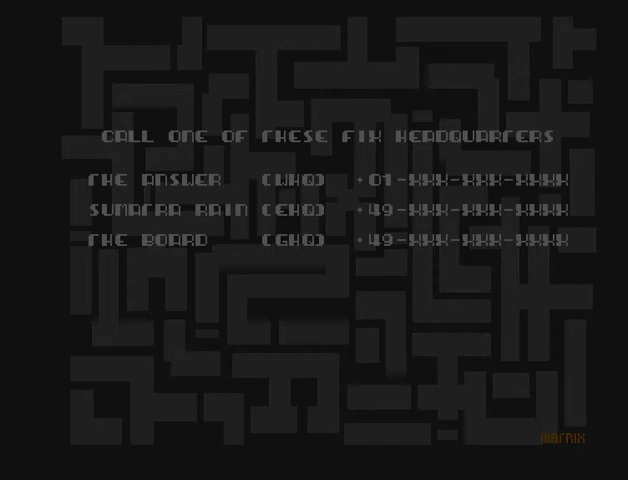 CALL ONE OF THESE FIX HEADQUARTERS
THE ANSWER (WHQ) +01-XXX-XXX-XXXX
SUMATRA RAIN (EHQ) +49-XXX-XXX-XXXX
THE BOARD (GHQ) +49-XXX-XXX-XXXX
MATRIX